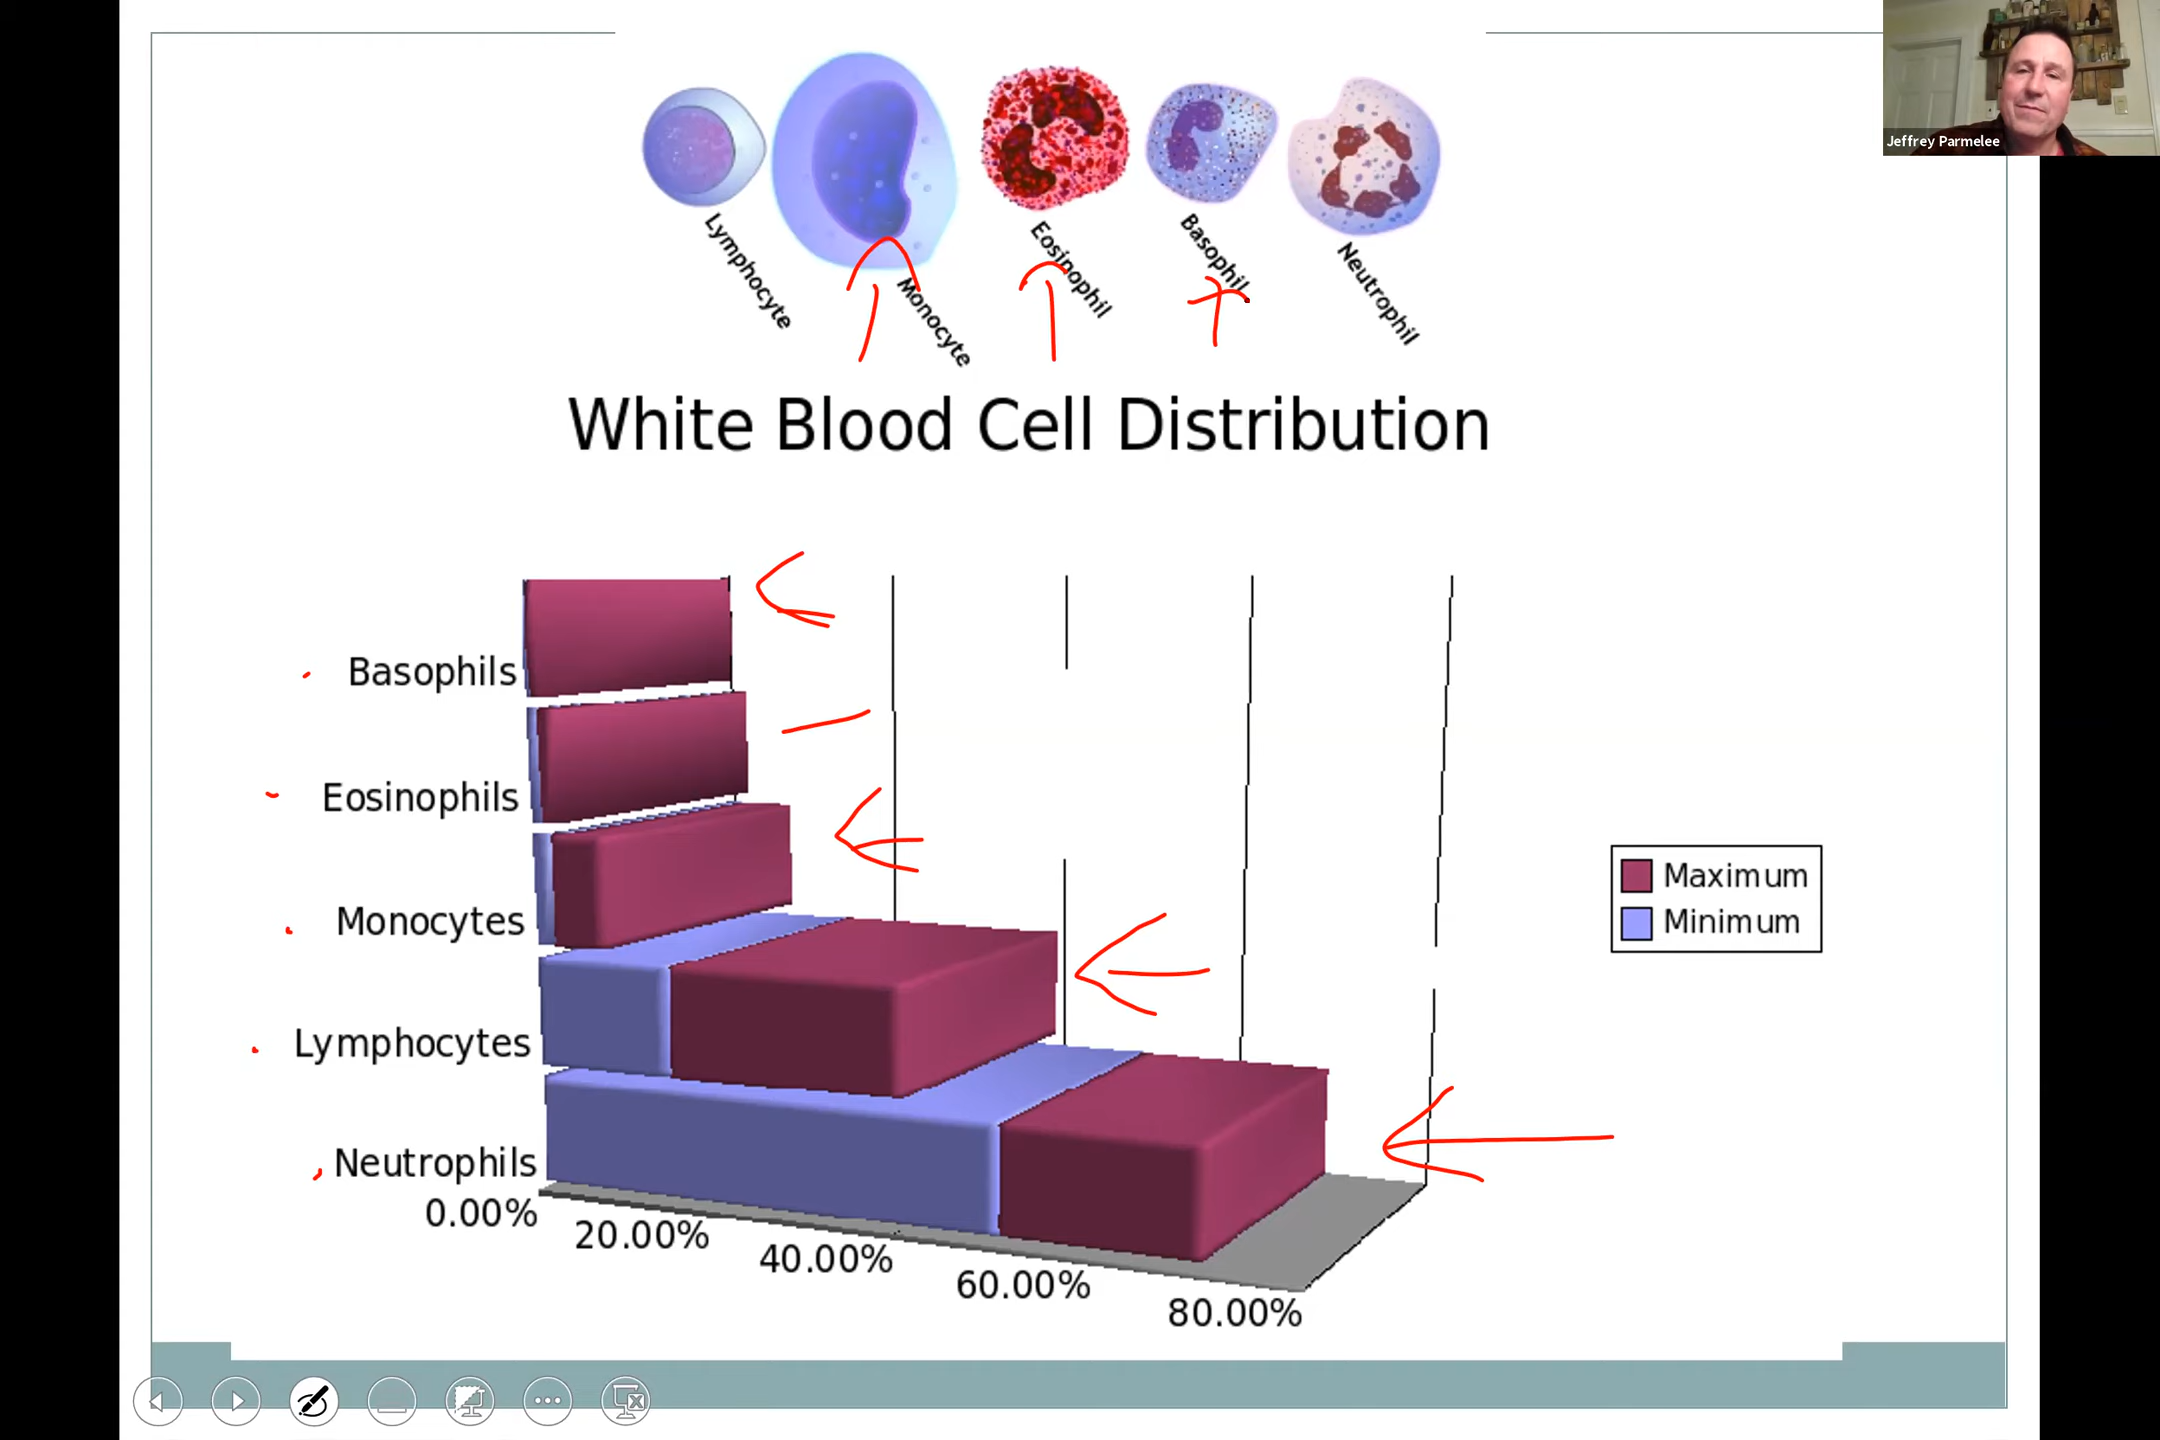 Jeffrey Parmelee
Lymphocyte
Monocyte
Eosinophil
Basophil
Neutrophil
White Blood Cell Distribution
Basophils
Eosinophils
Monocytes
Lymphocytes
Neutrophils
0.00%
20.00%
40.00%
60.00%
80.00%
Maximum
Minimum